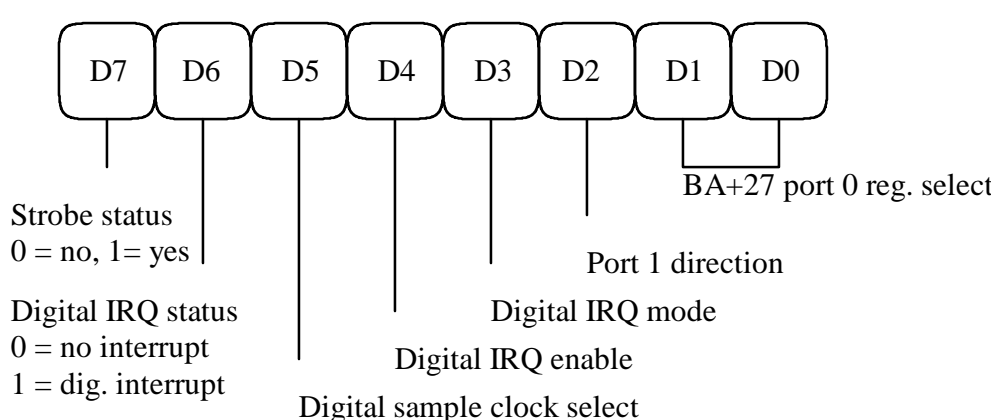 D7 D6 D5 D4 D3 D2 D1 D0
BA+27 port 0 reg. select
Strobe status
0 = no, 1= yes
Port 1 direction
Digital IRQ status
0 = no interrupt
1 = dig. interrupt
Digital IRQ mode
Digital IRQ enable
Digital sample clock select